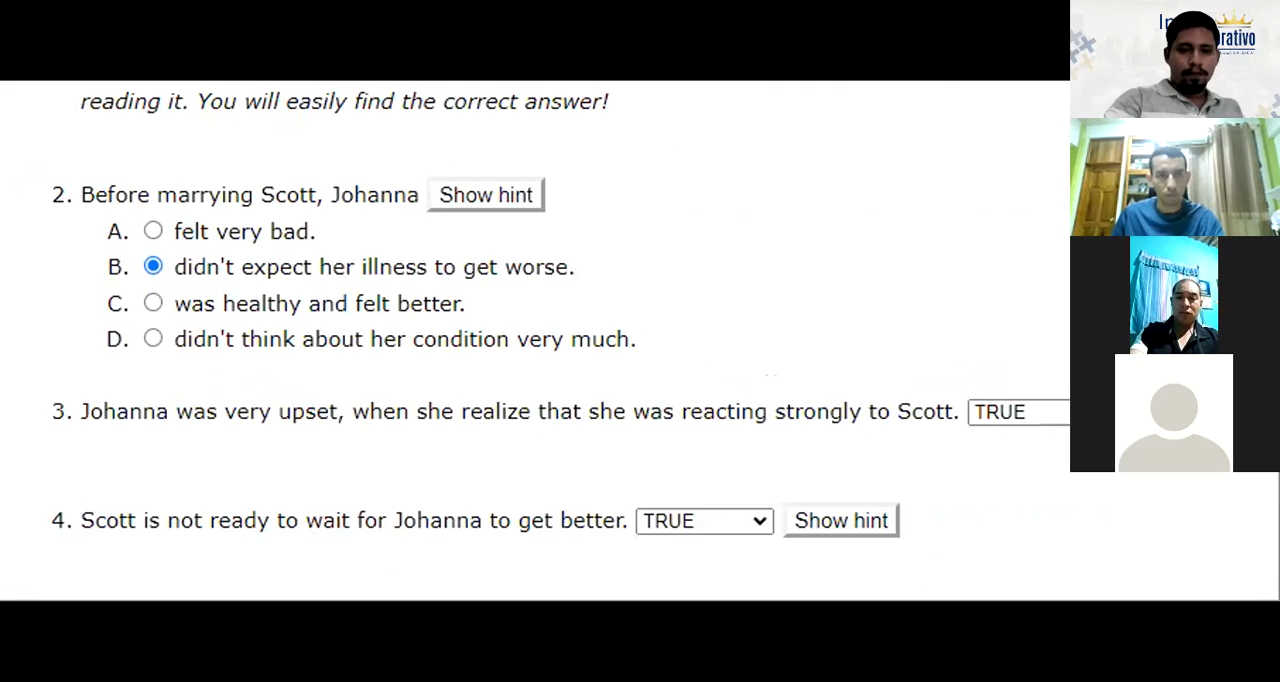 reading it. You will easily find the correct answer!
2. Before marrying Scott, Johanna Show hint
A. felt very bad.
B. didn't expect her illness to get worse.
C. was healthy and felt better.
D. didn't think about her condition very much.
3. Johanna was very upset, when she realize that she was reacting strongly to Scott. TRUE
4. Scott is not ready to wait for Johanna to get better. TRUE Show hint